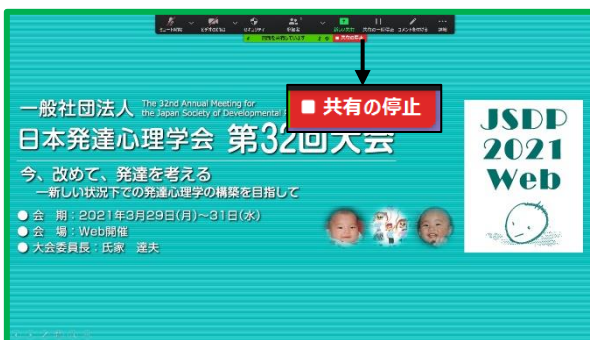 共有の停止
■ 共有の停止
一般社団法人 The 32nd Annual Meeting for
the Japan Society of Developmental
日本発達心理学会 第32回大会
今、改めて、発達を考える
―新しい状況下での発達心理学の構築を目指して
● 会　期：2021年3月29日(月)～31日(水)
● 会　場：Web開催
● 大会委員長：氏家　達夫
JSDP
2021
Web